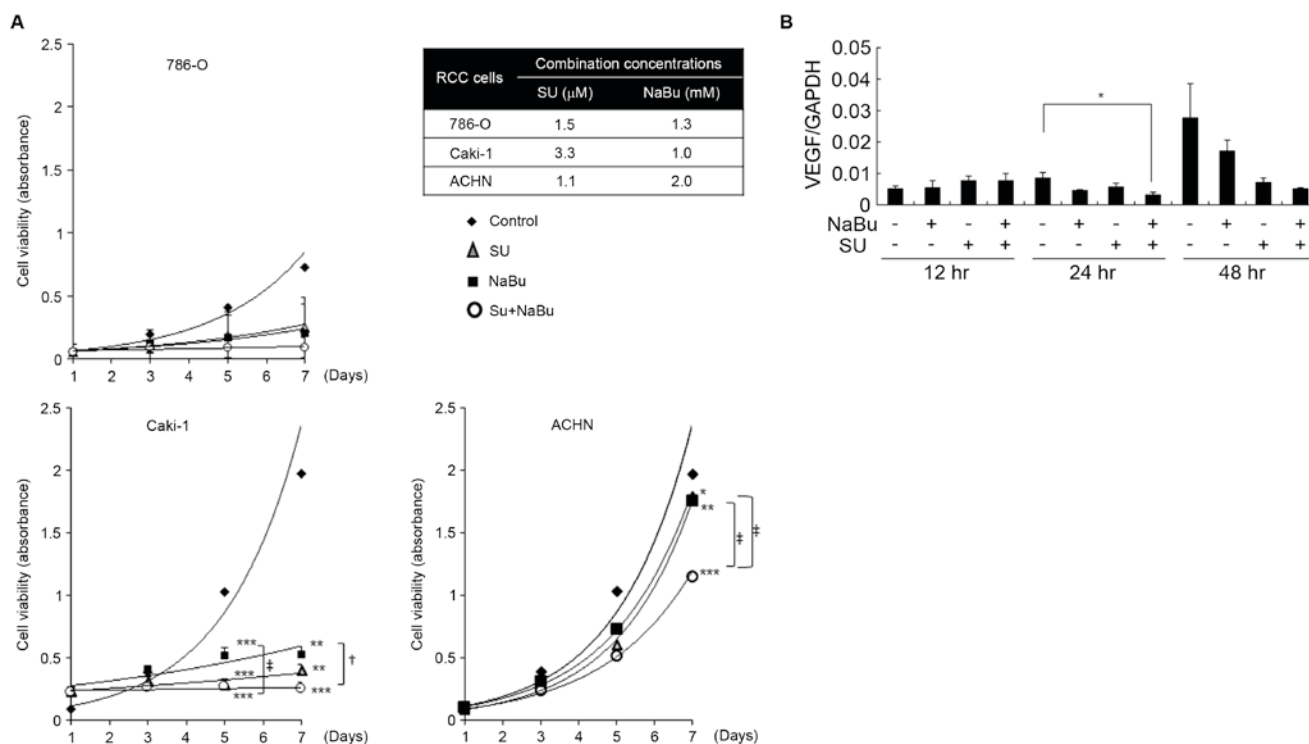 A
786-O
2.5
2
1.5
1
0.5
0
Cell viability (absorbance)
1 2 3 4 5 6 7 (Days)
RCC cells
Combination concentrations
SU (μM) NaBu (mM)
786-O 1.5 1.3
Caki-1 3.3 1.0
ACHN 1.1 2.0
Control
SU
NaBu
Su+NaBu
B
0.05
0.04
0.03
0.02
0.01
0
VEGF/GAPDH
*
NaBu - + - + - + - + - + - +
SU - - + + - - + + - - + +
12 hr 24 hr 48 hr
Caki-1
2.5
2
1.5
1
0.5
0
Cell viability (absorbance)
*** ‡ ** †
*** **
*** ***
1 2 3 4 5 6 7 (Days)
ACHN
2.5
2
1.5
1
0.5
0
Cell viability (absorbance)
*
**
‡ ‡
***
1 2 3 4 5 6 7 (Days)